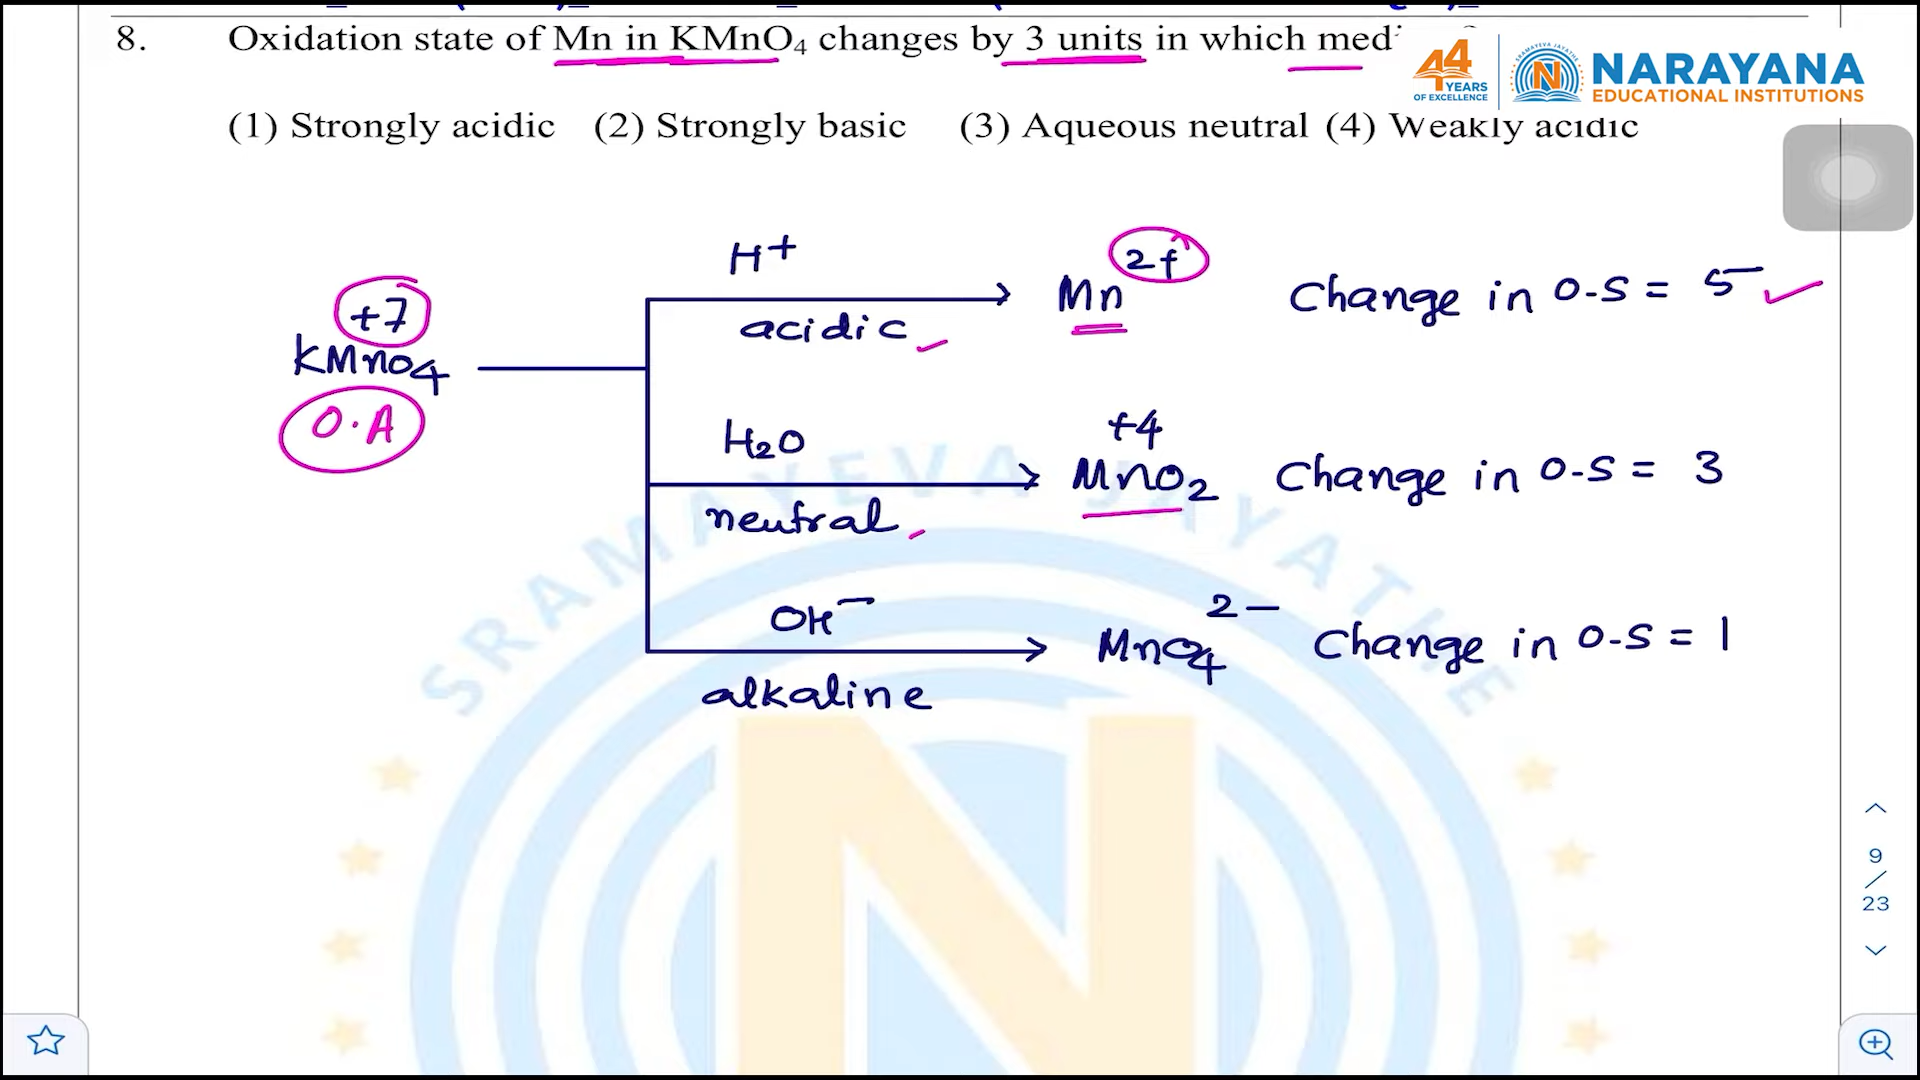 8. Oxidation state of Mn in KMnO4 changes by 3 units in which
44 YEARS OF EXCELLENCE
NARAYANA
EDUCATIONAL INSTITUTIONS
(1) Strongly acidic (2) Strongly basic (3) Aqueous neutral (4) Weakly acidic
H+
acidic
Mn 2+
Change in O-S = 5
+7
KMnO4
O.A
H2O
neutral
+4
MnO2
Change in O-S = 3
OH-
alkaline
MnO4 2-
Change in O-S = 1
SRAMAYEVA JAYATHE
N
9
/
23